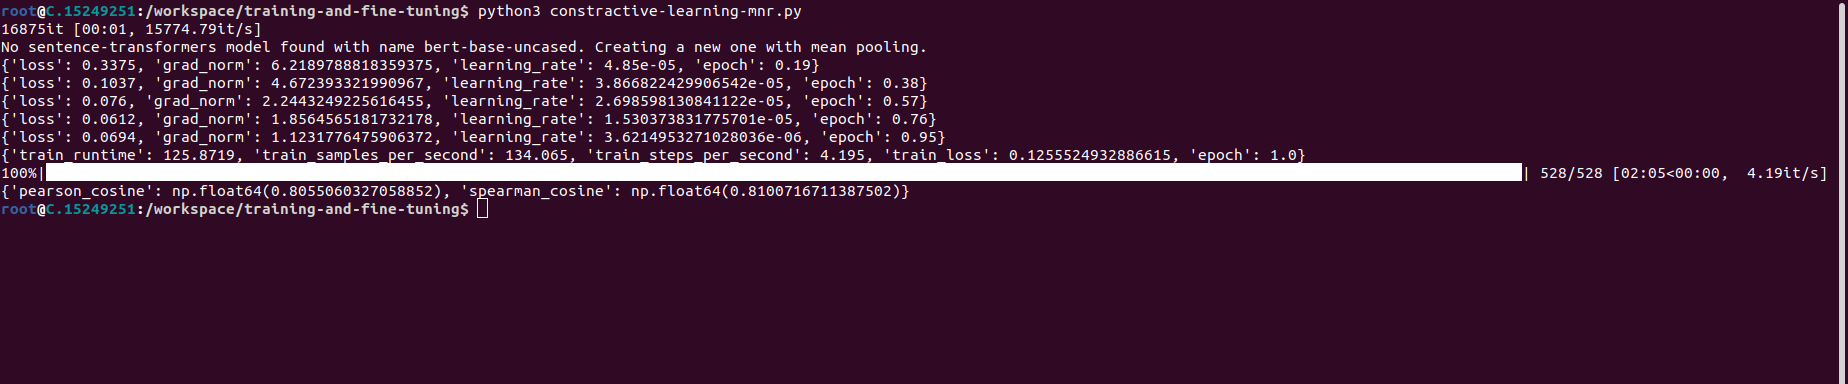 root@C.15249251:/workspace/training-and-fine-tuning$ python3 constractive-learning-mnr.py
16875it [00:01, 15774.79it/s]
No sentence-transformers model found with name bert-base-uncased. Creating a new one with mean pooling.
{'loss': 0.3375, 'grad_norm': 6.2189788818359375, 'learning_rate': 4.85e-05, 'epoch': 0.19}
{'loss': 0.1037, 'grad_norm': 4.672393321990967, 'learning_rate': 3.866822429906542e-05, 'epoch': 0.38}
{'loss': 0.076, 'grad_norm': 2.2443249225616455, 'learning_rate': 2.698598130841122e-05, 'epoch': 0.57}
{'loss': 0.0612, 'grad_norm': 1.8564565181732178, 'learning_rate': 1.530373831775701e-05, 'epoch': 0.76}
{'loss': 0.0694, 'grad_norm': 1.1231776475906372, 'learning_rate': 3.6214953271028036e-06, 'epoch': 0.95}
{'train_runtime': 125.8719, 'train_samples_per_second': 134.065, 'train_steps_per_second': 4.195, 'train_loss': 0.1255524932886615, 'epoch': 1.0}
100%|| 528/528 [02:05<00:00,  4.19it/s]
{'pearson_cosine': np.float64(0.8055060327058852), 'spearman_cosine': np.float64(0.8100716711387502)}
root@C.15249251:/workspace/training-and-fine-tuning$